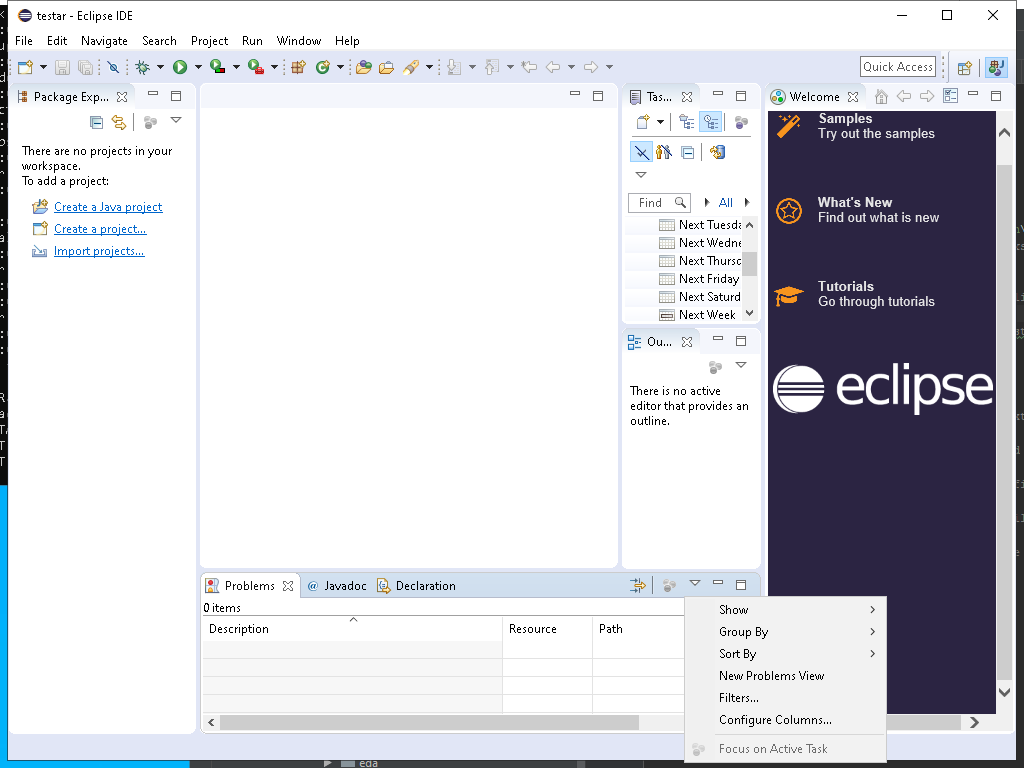 testar - Eclipse IDE
File Edit Navigate Search Project Run Window Help
Quick Access
Package Exp...
There are no projects in your
workspace.
To add a project:
Create a Java project
Create a project...
Import projects...
Tas...
Find
All
Next Tuesda
Next Wedne
Next Thursd
Next Friday
Next Saturd
Next Week
Ou...
There is no active
editor that provides an
outline.
Welcome
Samples
Try out the samples
What's New
Find out what is new
Tutorials
Go through tutorials
eclipse
Problems @ Javadoc Declaration
0 items
Description Resource Path
Show
Group By
Sort By
New Problems View
Filters...
Configure Columns...
Focus on Active Task
eda